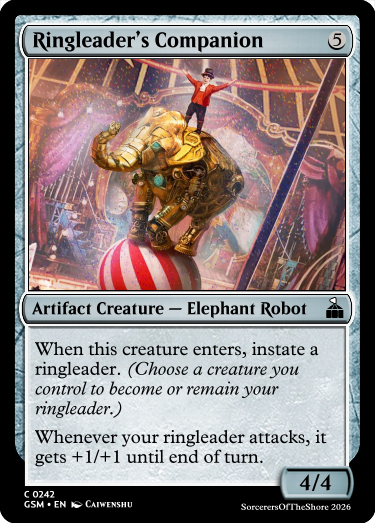 Ringleader's Companion 5
Artifact Creature — Elephant Robot
When this creature enters, instate a
ringleader. (Choose a creature you
control to become or remain your
ringleader.)
Whenever your ringleader attacks, it
gets +1/+1 until end of turn.
4/4
C 0242
GSM • EN Caiwenshu
SorcerersOfTheShore 2026